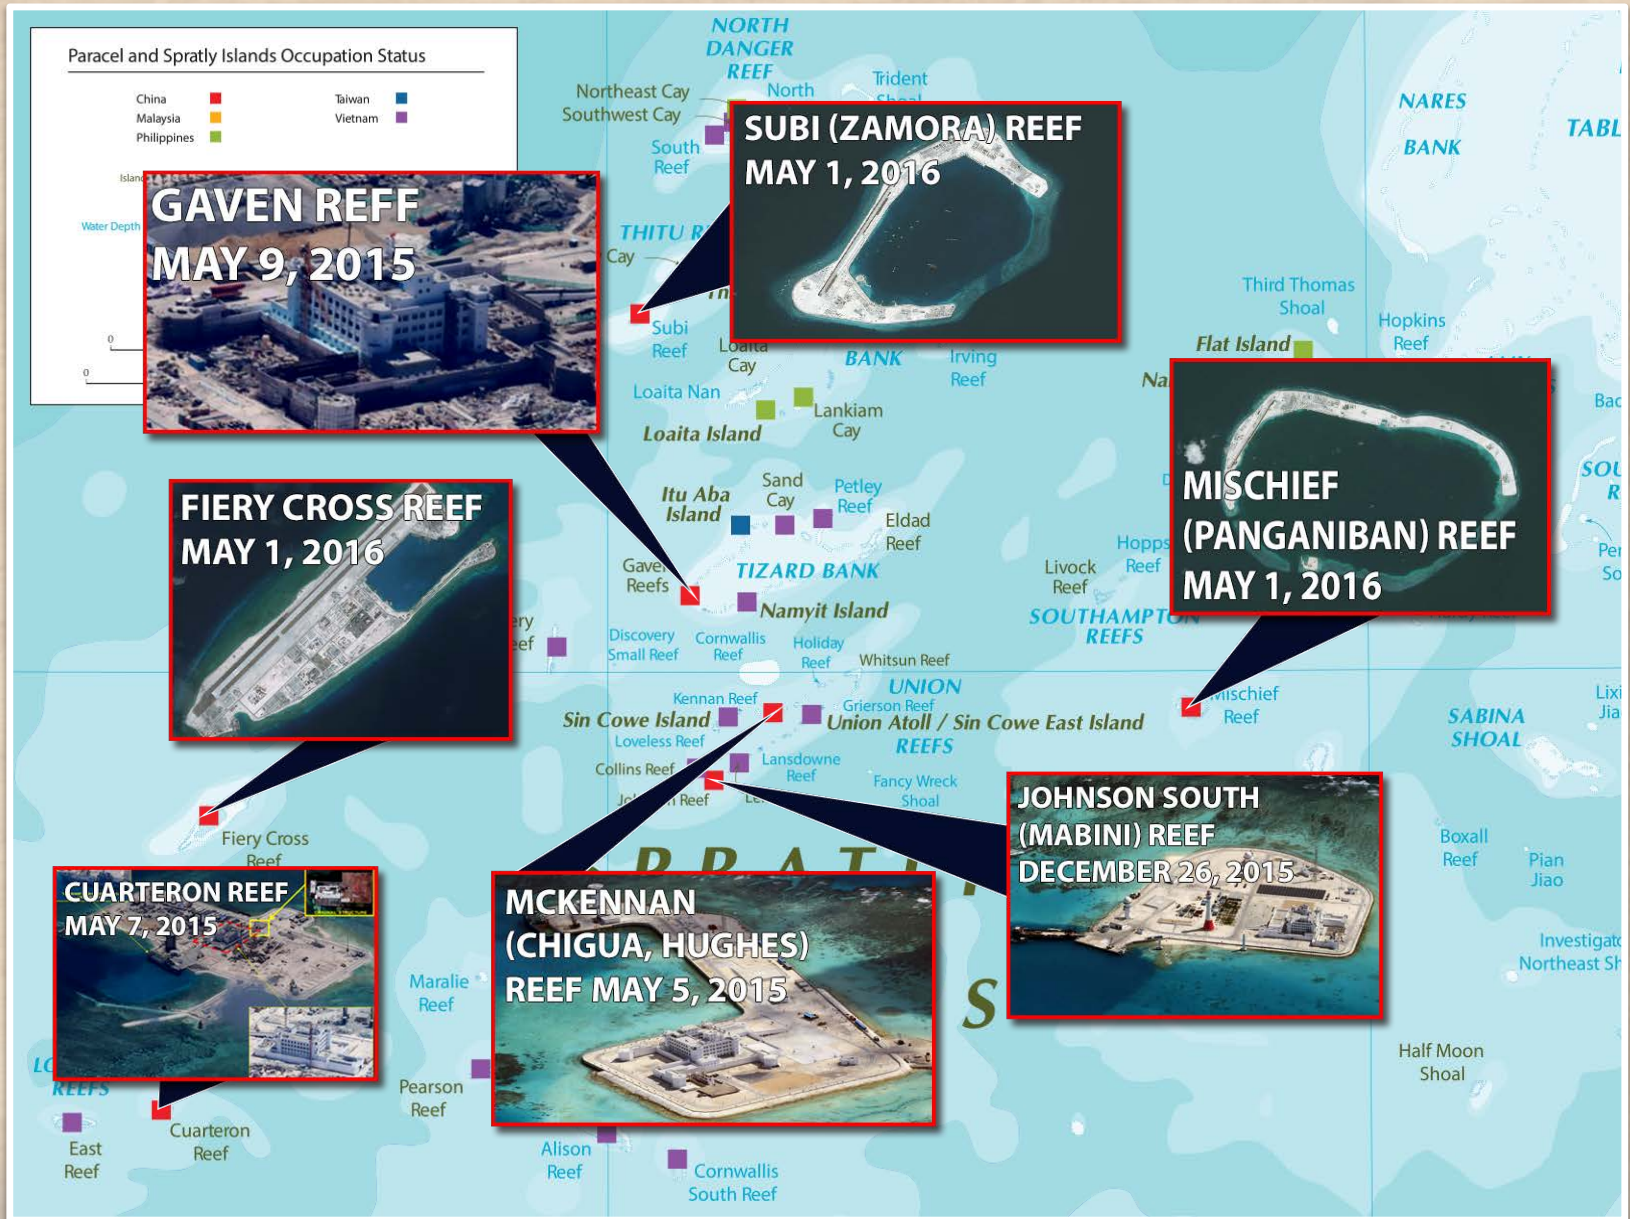 Paracel and Spratly Islands Occupation Status
China
Malaysia
Philippines
Taiwan
Vietnam
Water Depth
0
0
NORTH
DANGER
REEF
Northeast Cay
Southwest Cay
North
Trident
Shoal
South
Reef
NARES
BANK
GAVEN REFF
MAY 9, 2015
SUBI (ZAMORA) REEF
MAY 1, 2016
Cay
Subi
Reef
Loaita
Cay
BANK
Irving
Reef
Loaita Nan
Loaita Island
Lankiam
Cay
Third Thomas
Shoal
Hopkins
Reef
Flat Island
MISCHIEF
(PANGANIBAN) REEF
MAY 1, 2016
FIERY CROSS REEF
MAY 1, 2016
Itu Aba
Island
Sand
Cay
Petley
Reef
Eldad
Reef
Reefs
TIZARD BANK
Namyit Island
Livock
Reef
Reef
SOUTHAMPTON
REEFS
Discovery
Small Reef
Cornwallis
Reef
Holiday
Reef
Whitsun Reef
Kennan Reef
UNION
Grierson Reef
Sin Cowe Island
Union Atoll / Sin Cowe East Island
Loveless Reef
REEFS
Collins Reef
Lansdowne
Reef
Reef
Fancy Wreck
Shoal
Mischief
Reef
SABINA
SHOAL
Fiery Cross
Reef
CUARTERON REEF
MAY 7, 2015
MCKENNAN
(CHIGUA, HUGHES)
REEF MAY 5, 2015
JOHNSON SOUTH
(MABINI) REEF
DECEMBER 26, 2015
Boxall
Reef
Pian
Jiao
Maralie
Reef
S
Northeast
Half Moon
Shoal
REEFS
East
Reef
Cuarteron
Reef
Pearson
Reef
Alison
Reef
Cornwallis
South Reef